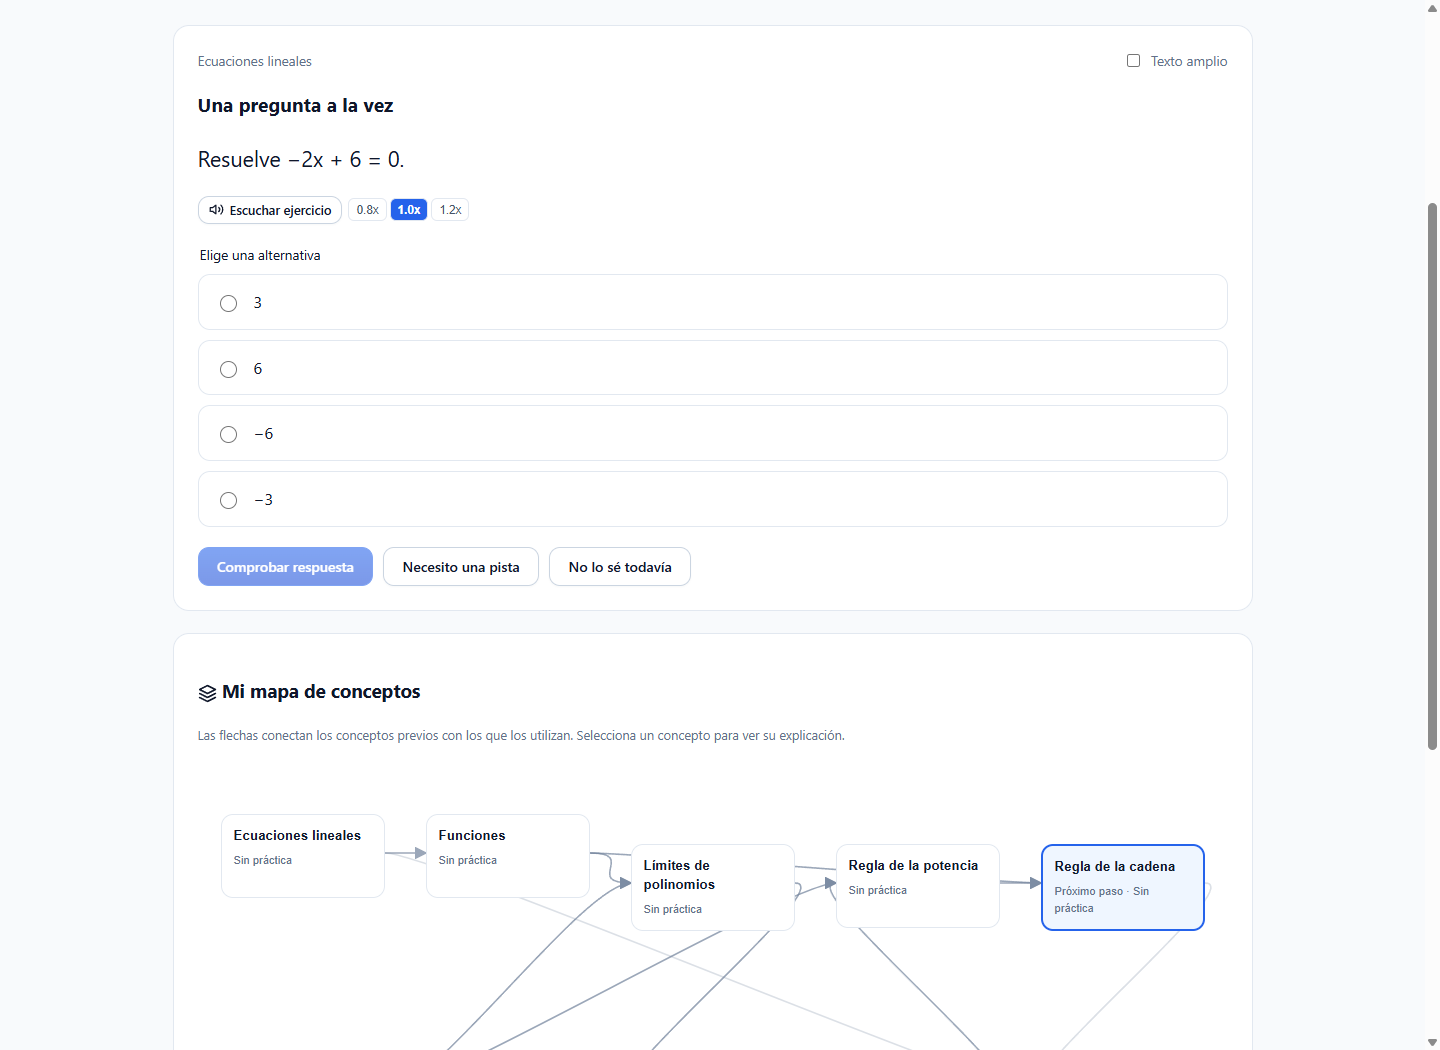 Ecuaciones lineales
Texto amplio
Una pregunta a la vez
Resuelve −2x + 6 = 0.
Escuchar ejercicio
0.8x
1.0x
1.2x
Elige una alternativa
3
6
−6
−3
Comprobar respuesta
Necesito una pista
No lo sé todavía
Mi mapa de conceptos
Las flechas conectan los conceptos previos con los que los utilizan. Selecciona un concepto para ver su explicación.
Ecuaciones lineales
Sin práctica
Funciones
Sin práctica
Límites de
polinomios
Sin práctica
Regla de la potencia
Sin práctica
Regla de la cadena
Próximo paso · Sin
práctica